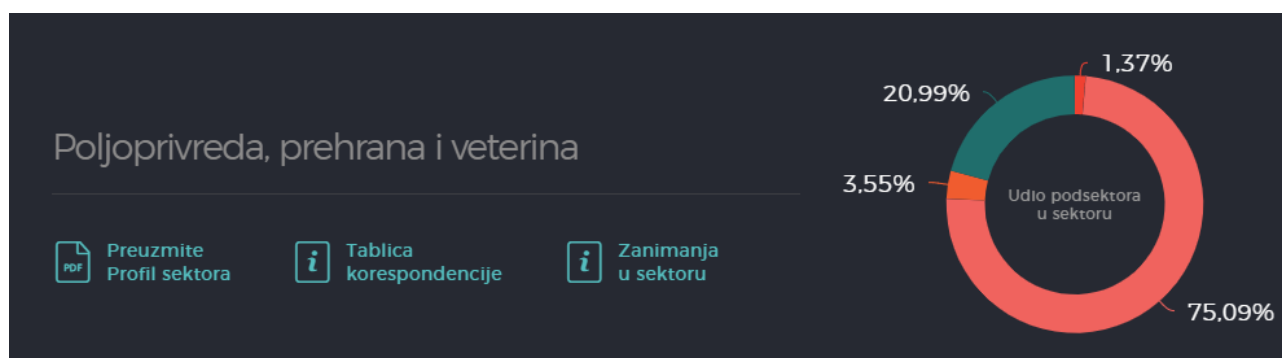 Poljoprivreda, prehrana i veterina
PDF
Preuzmite
Profil sektora
i
Tablica
korespondencije
i
Zanimanja
u sektoru
1,37%
20,99%
3,55%
Udio podsektora
u sektoru
75,09%